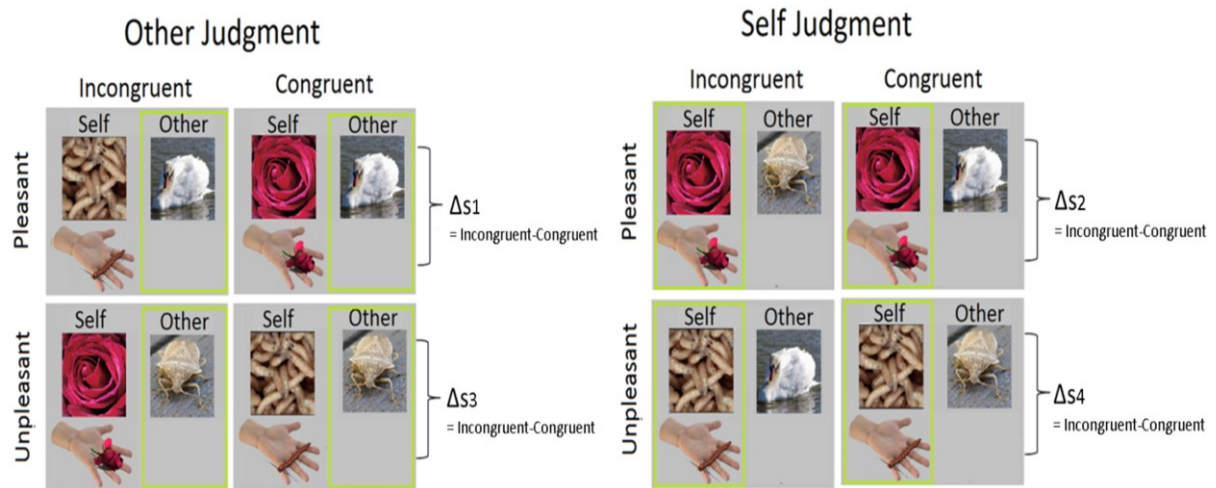 Other Judgment
Incongruent Congruent
Self Other Self Other
Pleasant
Δs1
= Incongruent-Congruent
Self Other Self Other
Unpleasant
Δs3
= Incongruent-Congruent
Self Judgment
Incongruent Congruent
Self Other Self Other
Pleasant
Δs2
= Incongruent-Congruent
Self Other Self Other
Unpleasant
Δs4
= Incongruent-Congruent